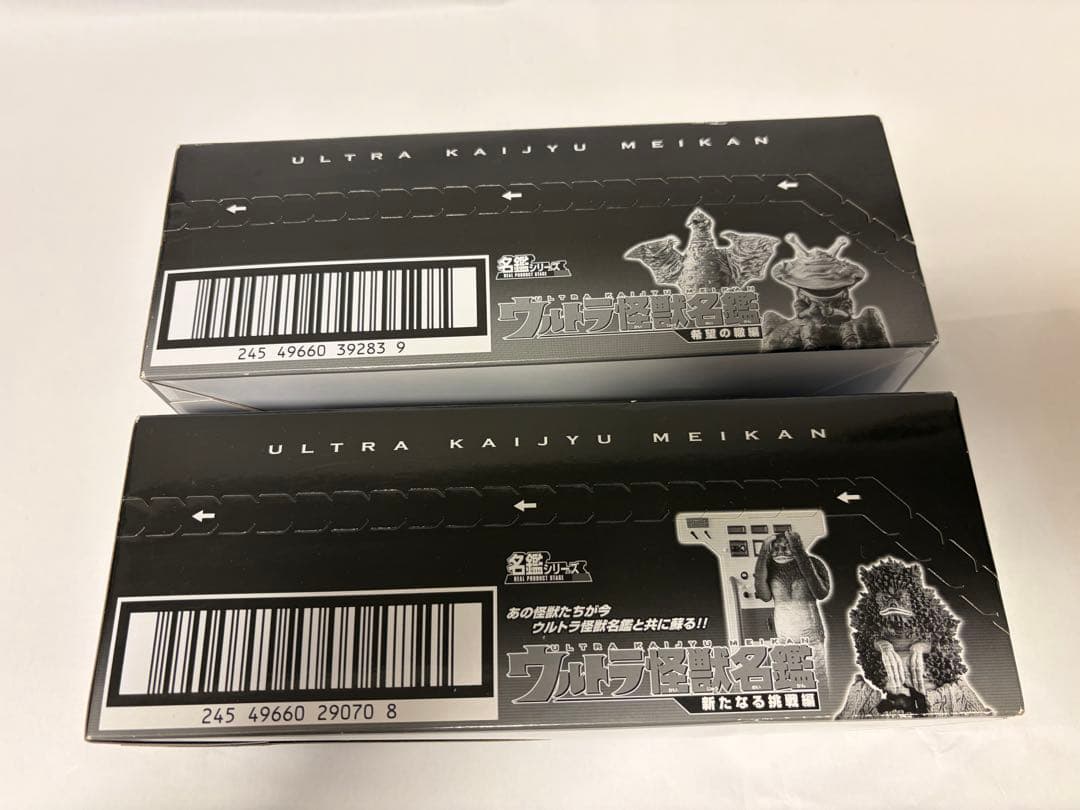 ULTRA KAIJYU MEIKAN
名鑑シリーズ
REAL PRODUCT STAGE
ULTRA KAIJYU MEIKAN
ウルトラ怪獣名鑑
希望の鐘編
245 49660 39283 9
ULTRA KAIJYU MEIKAN
名鑑シリーズ
REAL PRODUCT STAGE
あの怪獣たちが今
ウルトラ怪獣名鑑と共に蘇る!!
ULTRA KAIJYU MEIKAN
ウルトラ怪獣名鑑
新たなる挑戦編
245 49660 29070 8